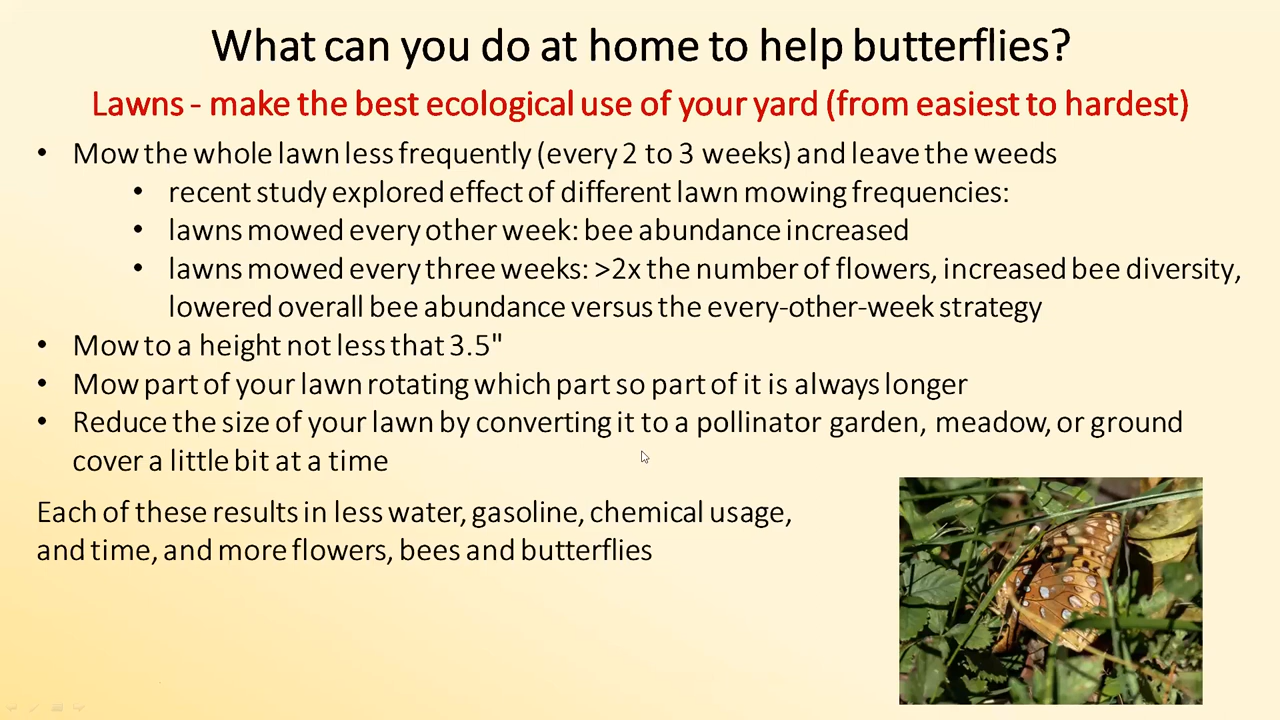 What can you do at home to help butterflies?
Lawns - make the best ecological use of your yard (from easiest to hardest)
• Mow the whole lawn less frequently (every 2 to 3 weeks) and leave the weeds
• recent study explored effect of different lawn mowing frequencies:
• lawns mowed every other week: bee abundance increased
• lawns mowed every three weeks: >2x the number of flowers, increased bee diversity,
lowered overall bee abundance versus the every-other-week strategy
• Mow to a height not less that 3.5"
• Mow part of your lawn rotating which part so part of it is always longer
• Reduce the size of your lawn by converting it to a pollinator garden, meadow, or ground
cover a little bit at a time
Each of these results in less water, gasoline, chemical usage,
and time, and more flowers, bees and butterflies